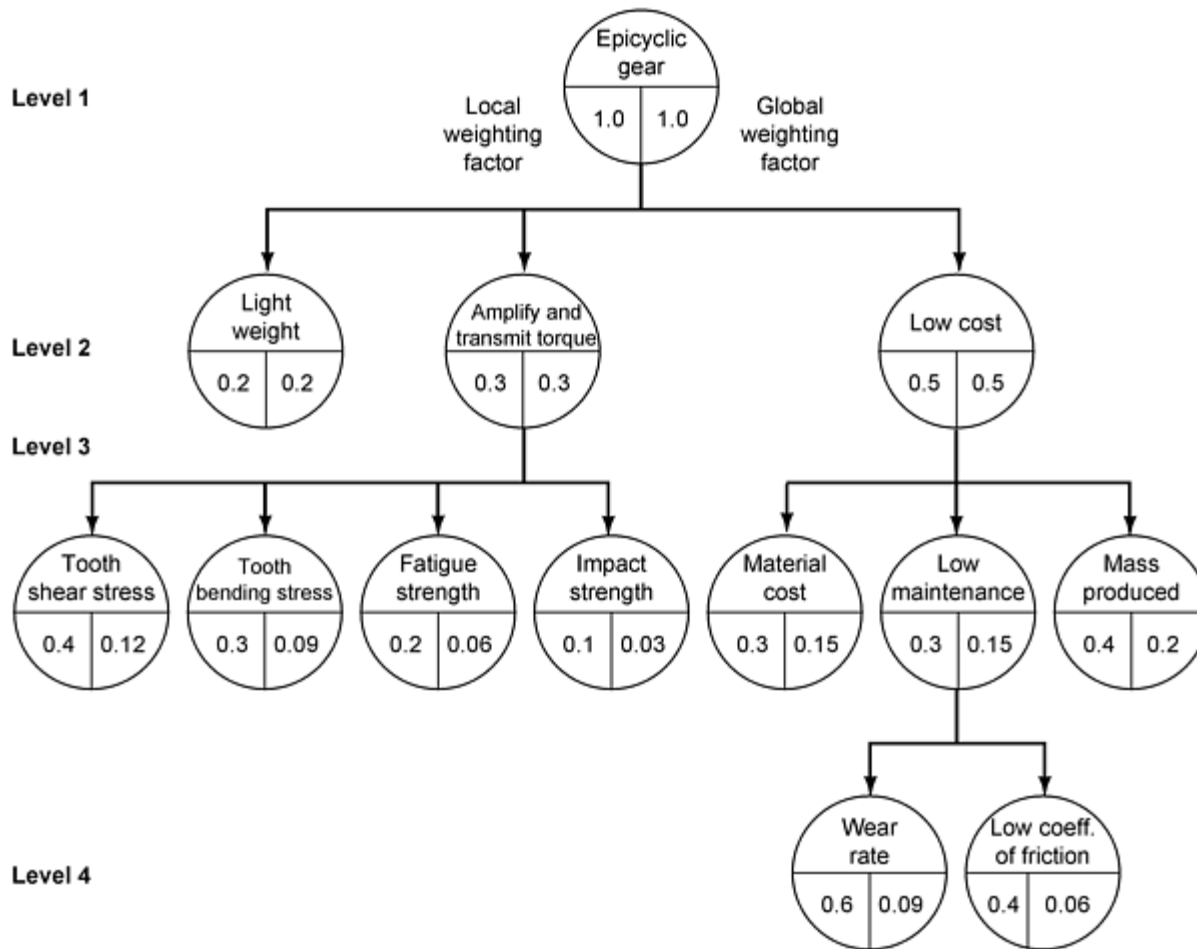 Epicyclic
gear
Level 1
Local
weighting
factor
1.0 1.0
Global
weighting
factor
Level 2
Light
weight
0.2 0.2
Amplify and
transmit torque
0.3 0.3
Low cost
0.5 0.5
Level 3
Tooth
shear stress
0.4 0.12
Tooth
bending stress
0.3 0.09
Fatigue
strength
0.2 0.06
Impact
strength
0.1 0.03
Material
cost
0.3 0.15
Low
maintenance
0.3 0.15
Mass
produced
0.4 0.2
Level 4
Wear
rate
0.6 0.09
Low coeff.
of friction
0.4 0.06